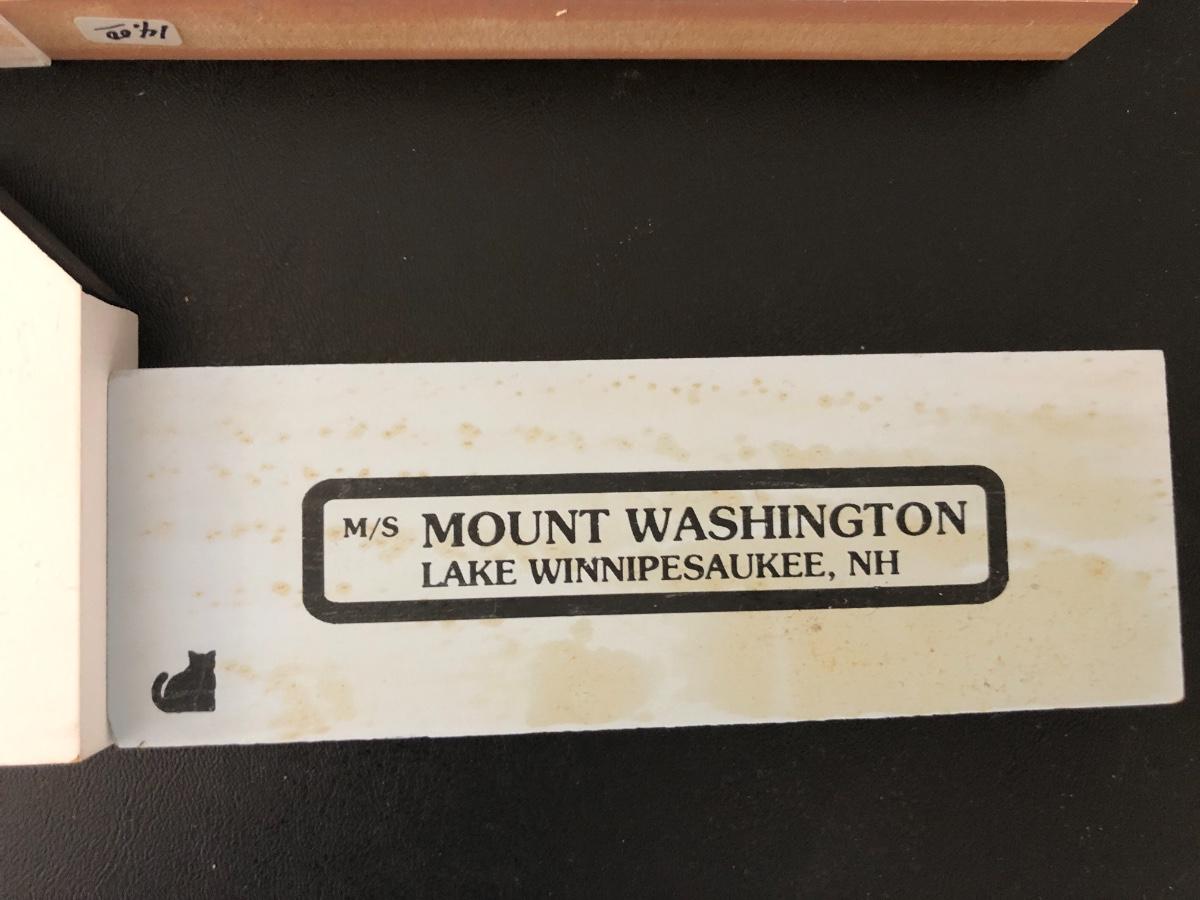 14.00
M/S MOUNT WASHINGTON
LAKE WINNIPESAUKEE, NH